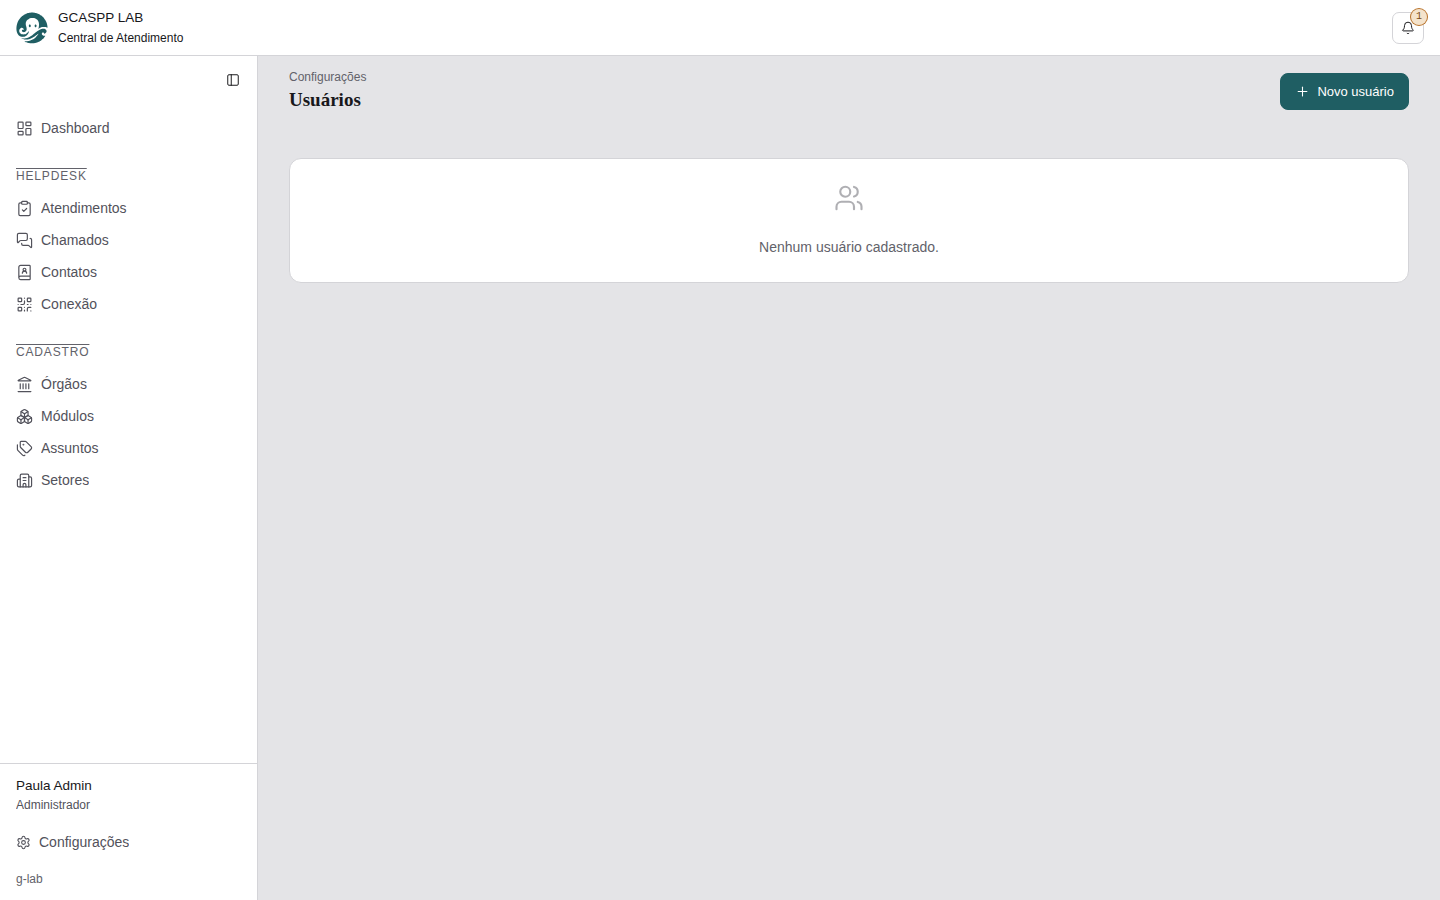 GCASPP LAB
Central de Atendimento
1
Dashboard
HELPDESK
Atendimentos
Chamados
Contatos
Conexão
CADASTRO
Órgãos
Módulos
Assuntos
Setores
Paula Admin
Administrador
Configurações
g-lab
Configurações
Usuários
Novo usuário
Nenhum usuário cadastrado.